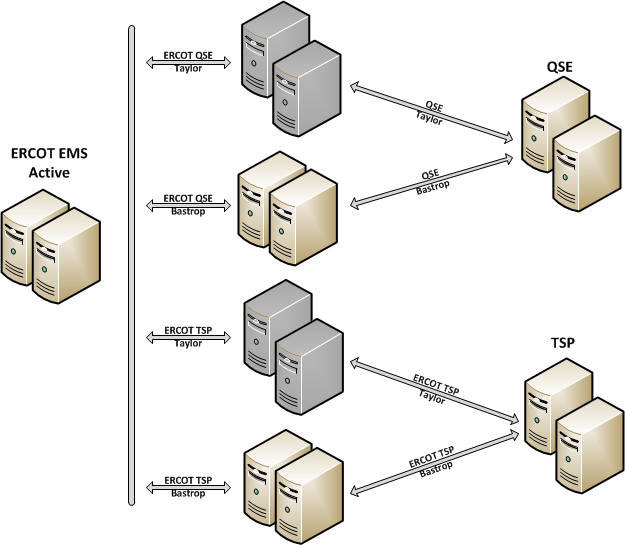 ERCOT EMS
Active
ERCOT QSE
Taylor
ERCOT QSE
Bastrop
ERCOT TSP
Taylor
ERCOT TSP
Bastrop
QSE
Taylor
QSE
Bastrop
ERCOT TSP
Taylor
ERCOT TSP
Bastrop
QSE
TSP